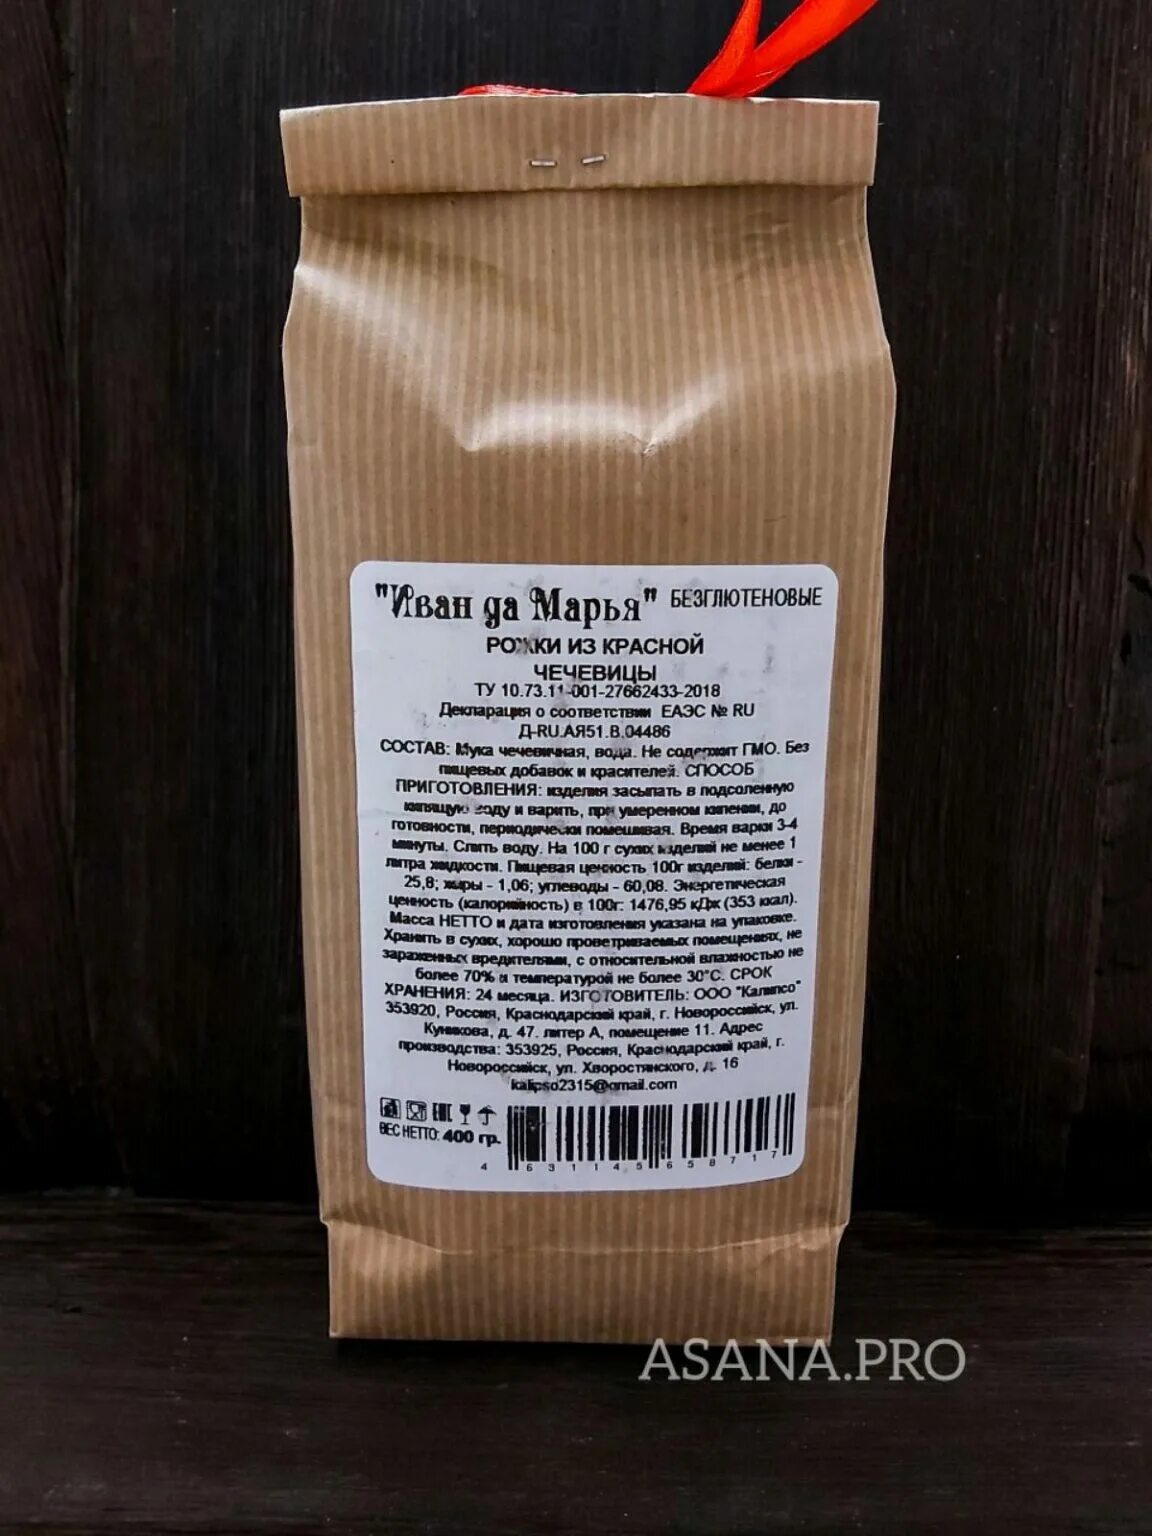 "Иван да Марья" БЕЗГЛЮТЕНОВЫЕ
РОЖКИ ИЗ КРАСНОЙ
ЧЕЧЕВИЦЫ
ТУ 10.73.11-001-27662433-2018
Декларация о соответствии ЕАЭС № RU
Д-RU.АЯ51.В.04486
СОСТАВ: Мука чечевичная, вода. Не содержит ГМО. Без
пищевых добавок и красителей. СПОСОБ
ПРИГОТОВЛЕНИЯ: изделия засыпать в подсоленную
кипящую воду и варить, при умеренном кипении, до
готовности, периодически помешивая. Время варки 3-4
минуты. Слить воду. На 100 г сухих изделий не менее 1
литра жидкости. Пищевая ценность 100г изделий: белки -
25,8; жиры - 1,06; углеводы - 60,08. Энергетическая
ценность (калорийность) в 100г: 1476,95 кДж (353 ккал).
Масса НЕТТО и дата изготовления указана на упаковке.
Хранить в сухих, хорошо проветриваемых помещениях, не
зараженных вредителями, с относительной влажностью не
более 70% и температурой не более 30°С. СРОК
ХРАНЕНИЯ: 24 месяца. ИЗГОТОВИТЕЛЬ: ООО "Калипсо"
353920, Россия, Краснодарский край, г. Новороссийск, ул.
Куникова, д. 47. литер А, помещение 11. Адрес
производства: 353925, Россия, Краснодарский край, г.
Новороссийск, ул. Хворостянского, д. 16
kalipso2315@gmail.com
EAC
ВЕС НЕТТО: 400 гр.
4 631145 658717
ASANA.PRO